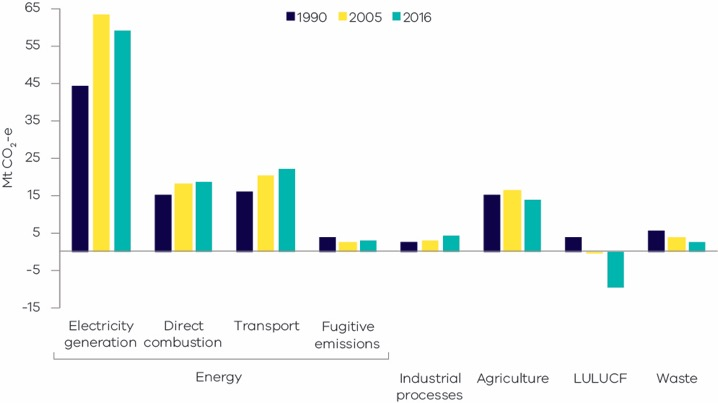 65
1990 2005 2016
55
45
35
25
15
5
-5
-15
Mt CO₂-e
Electricity generation
Direct combustion
Transport
Fugitive emissions
Energy
Industrial processes
Agriculture
LULUCF
Waste